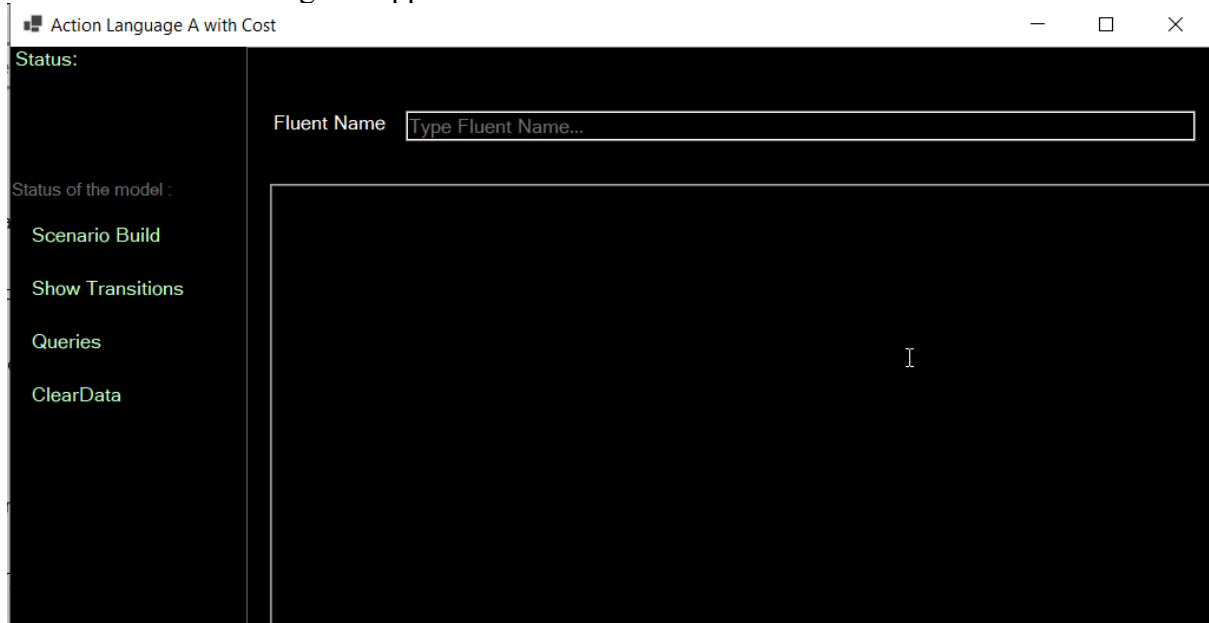 Action Language A with Cost
Status:
Fluent Name Type Fluent Name...
Status of the model :
Scenario Build
Show Transitions
Queries
ClearData